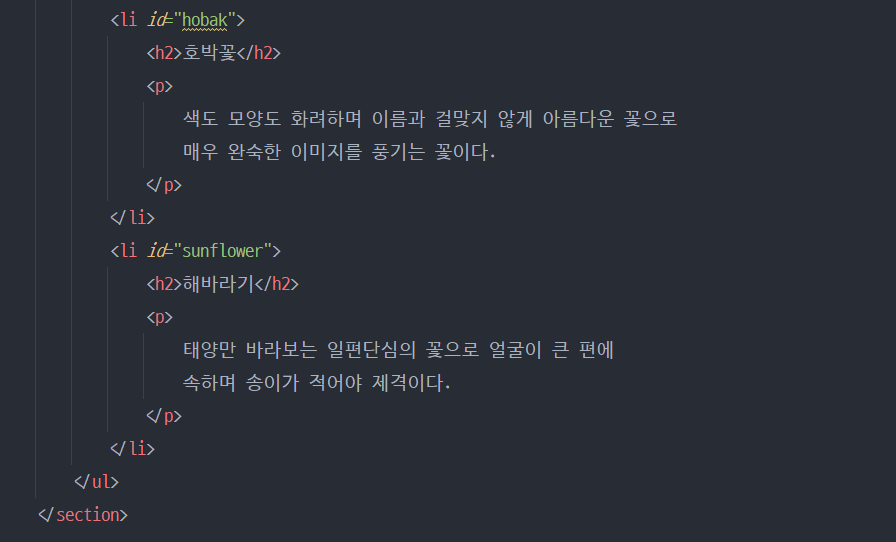 <li id="hobak">
<h2>호박꽃</h2>
<p>
색도 모양도 화려하며 이름과 걸맞지 않게 아름다운 꽃으로
매우 완숙한 이미지를 풍기는 꽃이다.
</p>
</li>
<li id="sunflower">
<h2>해바라기</h2>
<p>
태양만 바라보는 일편단심의 꽃으로 얼굴이 큰 편에
속하며 송이가 적어야 제격이다.
</p>
</li>
</ul>
</section>